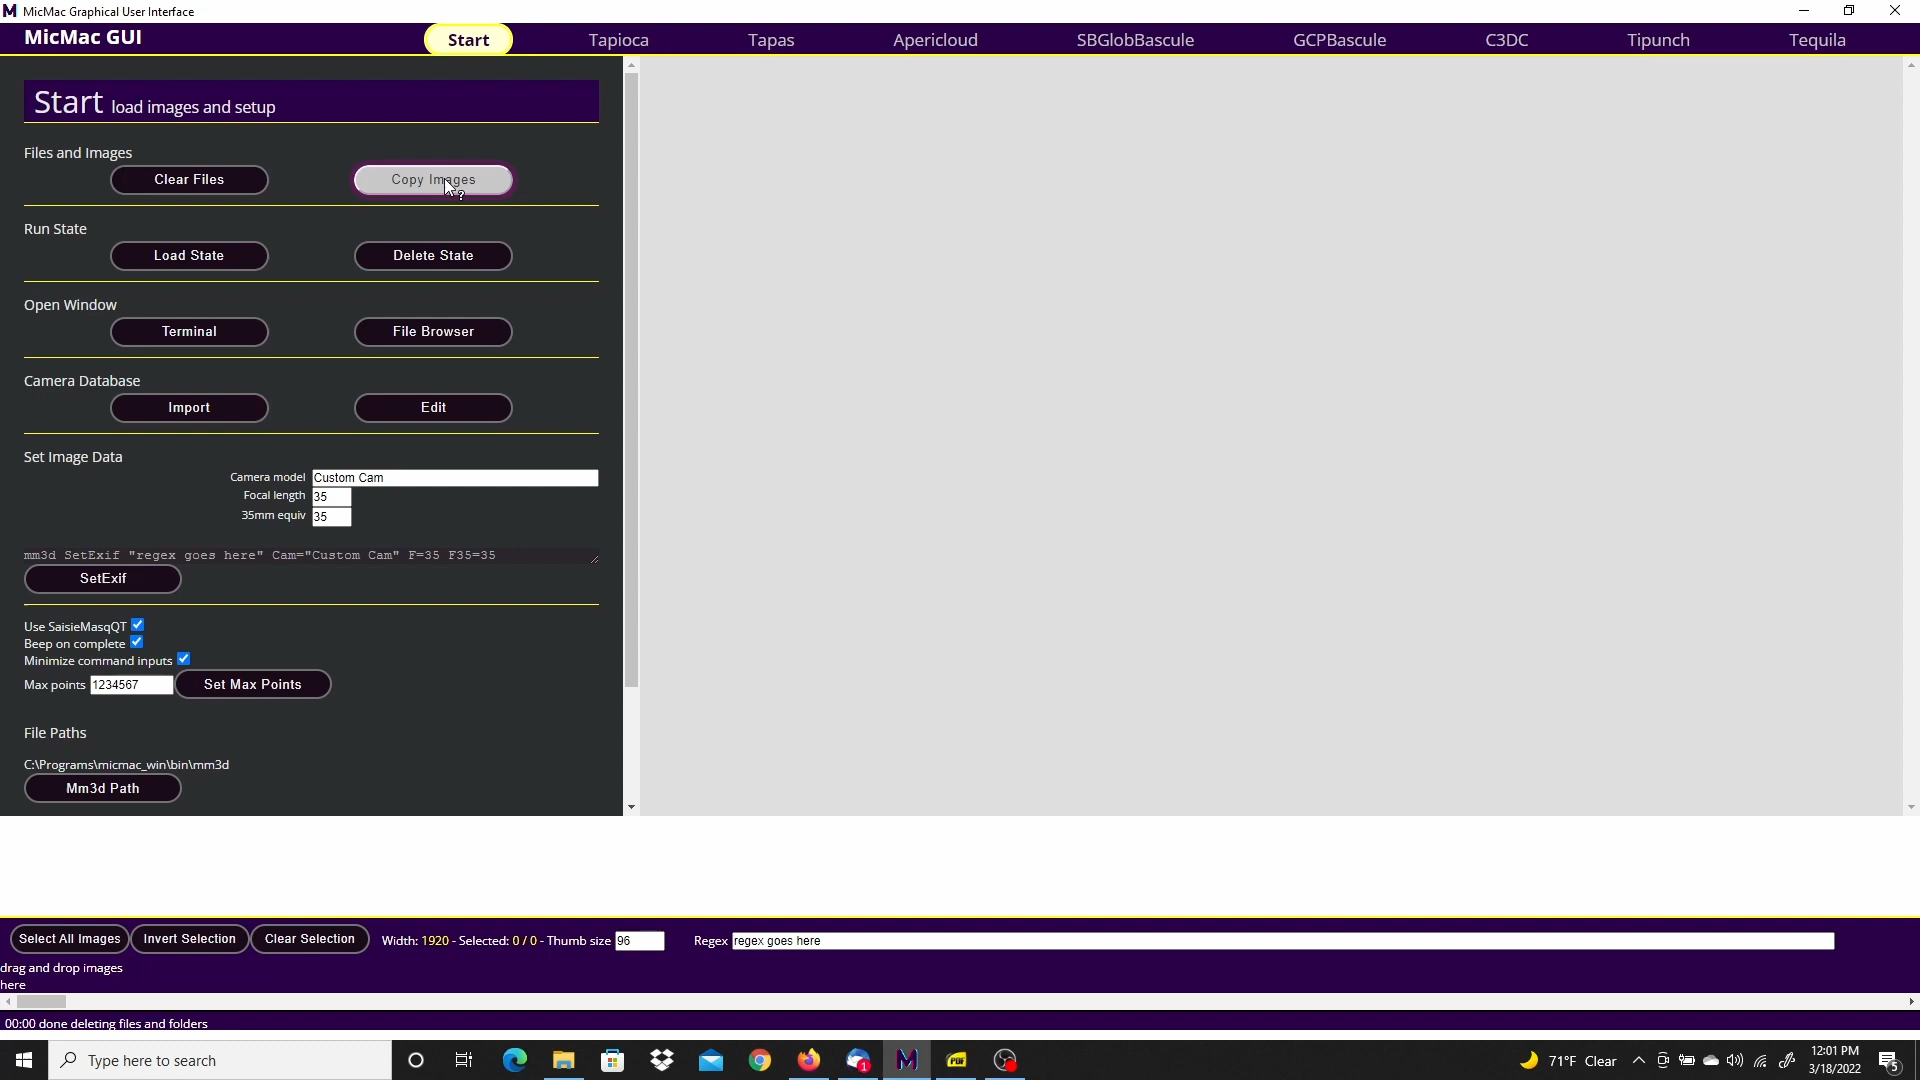 MicMac Graphical User Interface
MicMac GUI
Start
Tapioca
Tapas
Apericloud
SBGlobBascule
GCPBascule
C3DC
Tipunch
Tequila
Start load images and setup
Files and Images
Clear Files
Copy Images
Run State
Load State
Delete State
Open Window
Terminal
File Browser
Camera Database
Import
Edit
Set Image Data
Camera model Custom Cam
Focal length 35
35mm equiv 35
mm3d SetExif "regex goes here" Cam="Custom Cam" F=35 F35=35
SetExif
Use SaisieMasqQT
Beep on complete
Minimize command inputs
Max points 1234567 Set Max Points
File Paths
C:\Programs\micmac_win\bin\mm3d
Mm3d Path
Select All Images
Invert Selection
Clear Selection
Width: 1920 - Selected: 0 / 0 - Thumb size 96
Regex regex goes here
drag and drop images
here
00:00 done deleting files and folders
Type here to search
1
PDF
71°F Clear
12:01 PM
3/18/2022
5